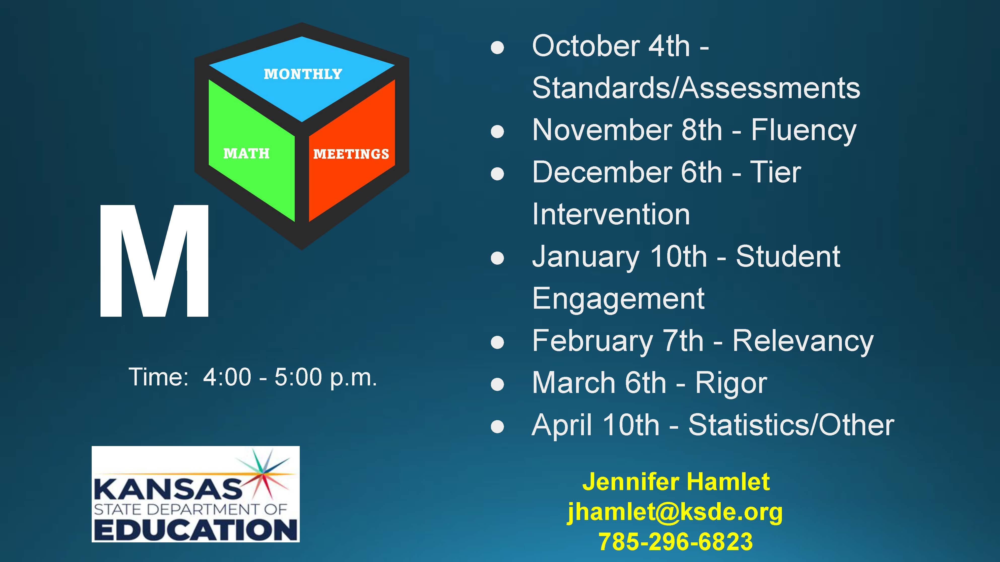 MONTHLY
MATH
MEETINGS
M
Time: 4:00 - 5:00 p.m.
KANSAS
STATE DEPARTMENT OF
EDUCATION
● October 4th -
Standards/Assessments
● November 8th - Fluency
● December 6th - Tier
Intervention
● January 10th - Student
Engagement
● February 7th - Relevancy
● March 6th - Rigor
● April 10th - Statistics/Other
Jennifer Hamlet
jhamlet@ksde.org
785-296-6823